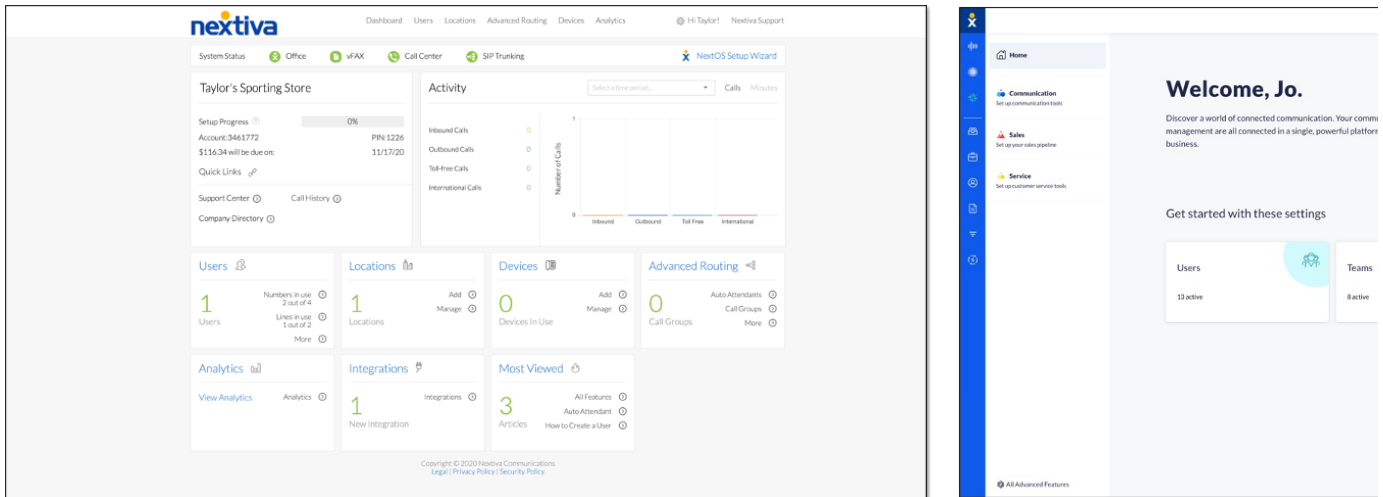 nextiva
Dashboard Users Locations Advanced Routing Devices Analytics
Hi Taylor! Nextiva Support
System Status Office vFAX Call Center SIP Trunking
NextOS Setup Wizard
Taylor's Sporting Store
Setup Progress 0%
Account:3461772 PIN:1226
$116.34 will be due on: 11/17/20
Quick Links
Support Center Call History
Company Directory
Activity
Select a time period... Calls Minutes
Inbound Calls 0
Outbound Calls 0
Toll-free Calls 0
International Calls 0
Number of Calls
1
0
Inbound Outbound Toll Free International
Users
1
Users
Numbers in use
2 out of 4
Lines in use
1 out of 2
More
Locations
1
Locations
Add
Manage
Devices
0
Devices In Use
Add
Manage
Advanced Routing
0
Call Groups
Auto Attendants
Call Groups
More
Analytics
View Analytics Analytics
Integrations
1
New Integration
Integrations
Most Viewed
3
Articles
All Features
Auto Attendant
How to Create a User
Copyright © 2020 Nextiva Communications
Legal | Privacy Policy | Security Policy
Home
Communication
Set up communication tools
Sales
Set up your sales pipeline
Service
Set up customer service tools
All Advanced Features
Welcome, Jo.
Discover a world of connected communication. Your commu
management are all connected in a single, powerful platform
business.
Get started with these settings
Users
13 active
Teams
8 active